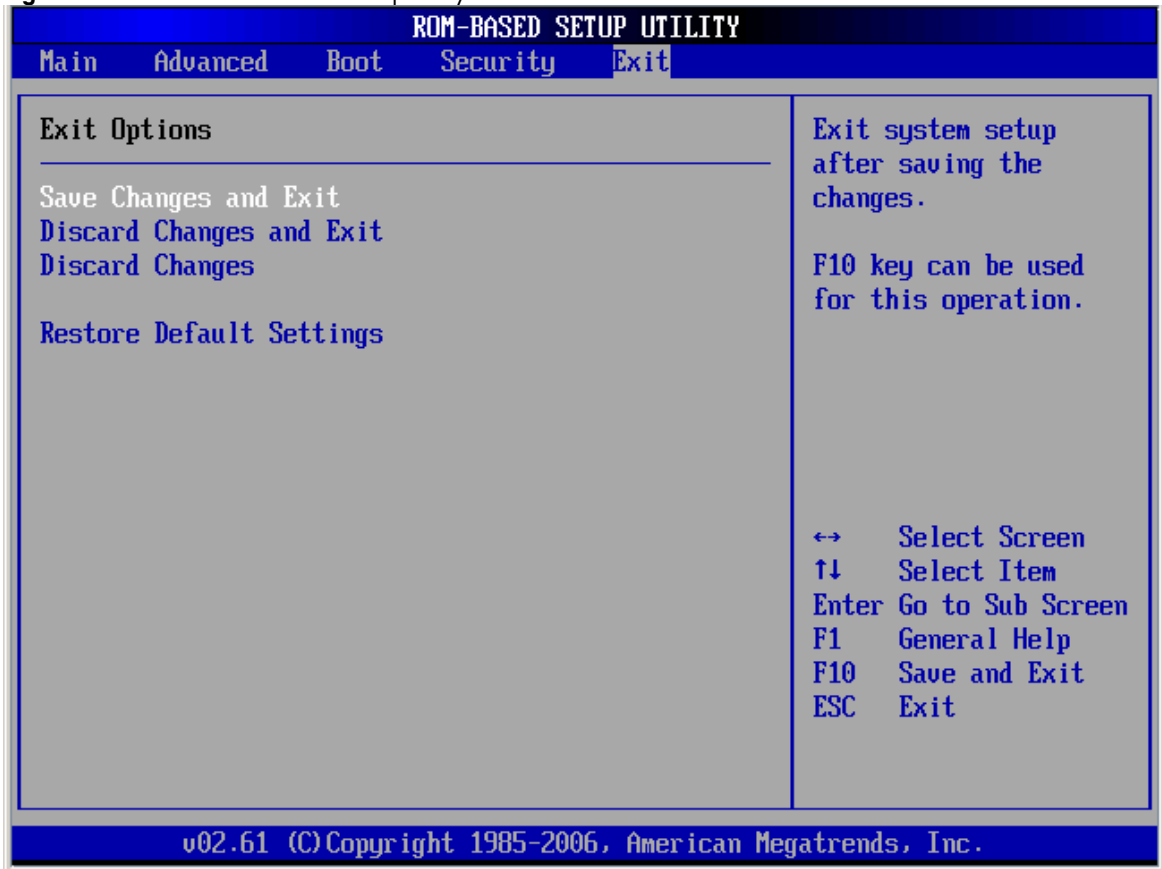 ROM-BASED SETUP UTILITY
Main Advanced Boot Security Exit
Exit Options
Save Changes and Exit
Discard Changes and Exit
Discard Changes
Restore Default Settings
Exit system setup
after saving the
changes.
F10 key can be used
for this operation.
←→ Select Screen
↑↓ Select Item
Enter Go to Sub Screen
F1 General Help
F10 Save and Exit
ESC Exit
v02.61 (C)Copyright 1985-2006, American Megatrends, Inc.